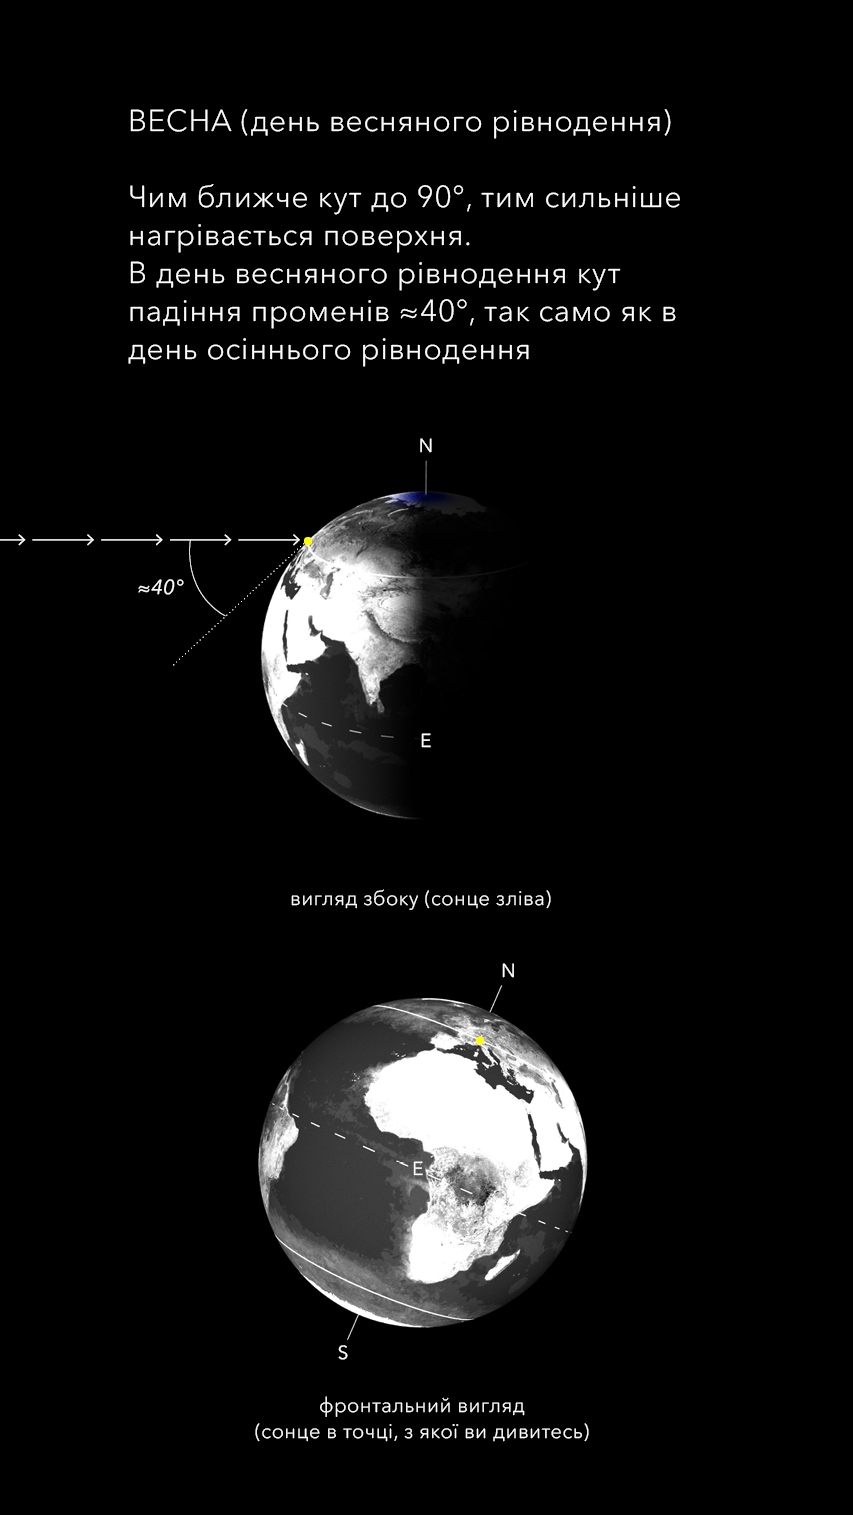 ВЕСНА (день весняного рівнодення)
Чим ближче кут до 90°, тим сильніше
нагрівається поверхня.
В день весняного рівнодення кут
падіння променів ≈40°, так само як в
день осіннього рівнодення
N
≈40°
E
вигляд збоку (сонце зліва)
N
E
S
фронтальний вигляд
(сонце в точці, з якої ви дивитесь)